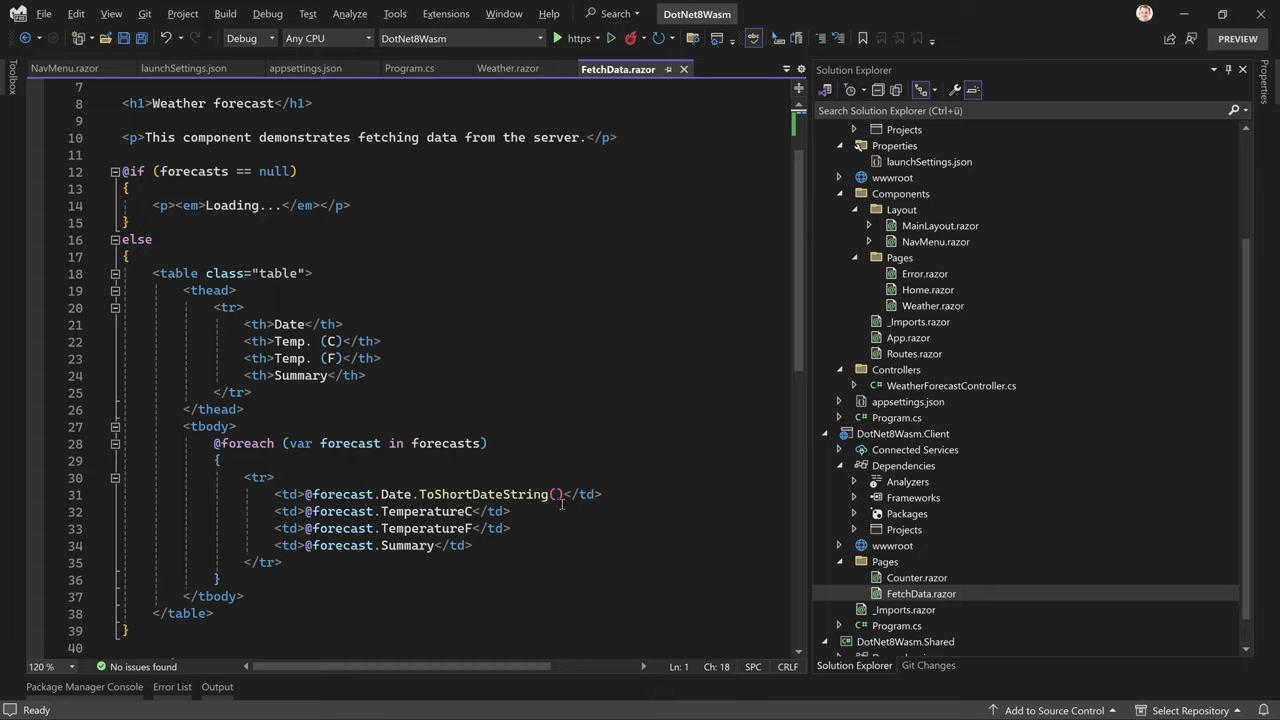 File Edit View Git Project Build Debug Test Analyze Tools Extensions Window Help Search DotNet8Wasm
Debug Any CPU DotNet8Wasm https PREVIEW
Toolbox
NavMenu.razor launchSettings.json appsettings.json Program.cs Weather.razor FetchData.razor
7
8 <h1>Weather forecast</h1>
9
10 <p>This component demonstrates fetching data from the server.</p>
11
12 @if (forecasts == null)
13 {
14 <p><em>Loading...</em></p>
15 }
16 else
17 {
18 <table class="table">
19 <thead>
20 <tr>
21 <th>Date</th>
22 <th>Temp. (C)</th>
23 <th>Temp. (F)</th>
24 <th>Summary</th>
25 </tr>
26 </thead>
27 <tbody>
28 @foreach (var forecast in forecasts)
29 {
30 <tr>
31 <td>@forecast.Date.ToShortDateString()</td>
32 <td>@forecast.TemperatureC</td>
33 <td>@forecast.TemperatureF</td>
34 <td>@forecast.Summary</td>
35 </tr>
36 }
37 </tbody>
38 </table>
39 }
40
120 % No issues found Ln: 1 Ch: 18 SPC CRLF
Solution Explorer
Search Solution Explorer (Ctrl+ü)
Projects
Properties
launchSettings.json
wwwroot
Components
Layout
MainLayout.razor
NavMenu.razor
Pages
Error.razor
Home.razor
Weather.razor
_Imports.razor
App.razor
Routes.razor
Controllers
C# WeatherForecastController.cs
appsettings.json
C# Program.cs
DotNet8Wasm.Client
Connected Services
Dependencies
Analyzers
Frameworks
Packages
Projects
wwwroot
Pages
Counter.razor
FetchData.razor
_Imports.razor
C# Program.cs
C# DotNet8Wasm.Shared
Solution Explorer Git Changes
Properties
Package Manager Console Error List Output
Ready Add to Source Control Select Repository